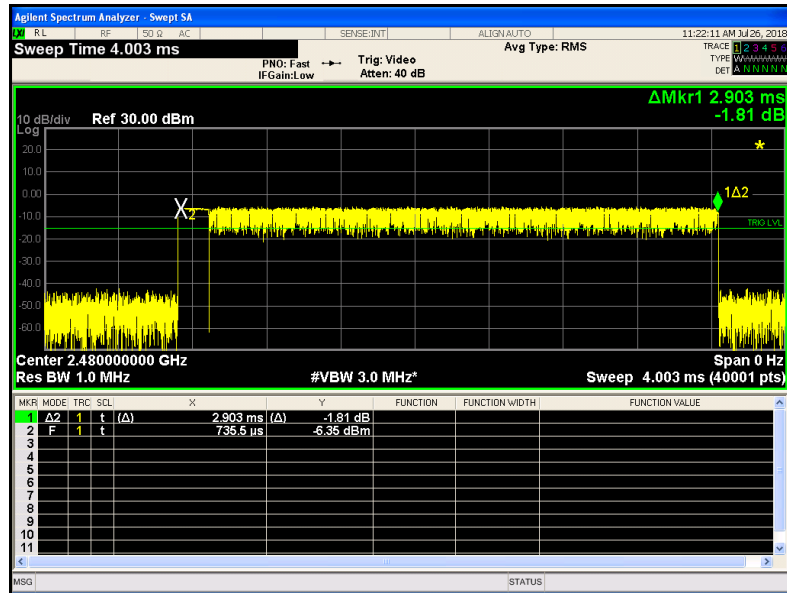 Agilent Spectrum Analyzer - Swept SA
LXI RL RF 50 Ω AC SENSE:INT ALIGN AUTO 11:22:11 AM Jul 26, 2018
Sweep Time 4.003 ms Avg Type: RMS TRACE 1 2 3 4 5 6
PNO: Fast Trig: Video TYPE WWWWWW
IFGain:Low Atten: 40 dB DET A N N N N N
ΔMkr1 2.903 ms
10 dB/div Ref 30.00 dBm -1.81 dB
Log
20.0
10.0
0.00
1Δ2
X2
-10.0
TRIG LVL
-20.0
-30.0
-40.0
-50.0
-60.0
Center 2.480000000 GHz Span 0 Hz
Res BW 1.0 MHz #VBW 3.0 MHz* Sweep 4.003 ms (40001 pts)
MKR MODE TRC SCL X Y FUNCTION FUNCTION WIDTH FUNCTION VALUE
1 Δ2 1 t (Δ) 2.903 ms (Δ) -1.81 dB
2 F 1 t 735.5 µs -6.35 dBm
3
4
5
6
7
8
9
10
11
MSG STATUS